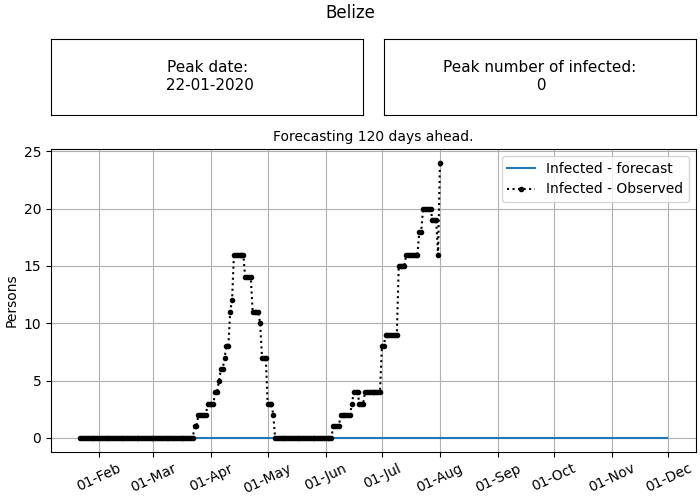 Belize
Peak date:
22-01-2020
Peak number of infected:
0
Forecasting 120 days ahead.
25
20
15
10
5
0
Persons
Infected - forecast
Infected - Observed
01-Feb
01-Mar
01-Apr
01-May
01-Jun
01-Jul
01-Aug
01-Sep
01-Oct
01-Nov
01-Dec